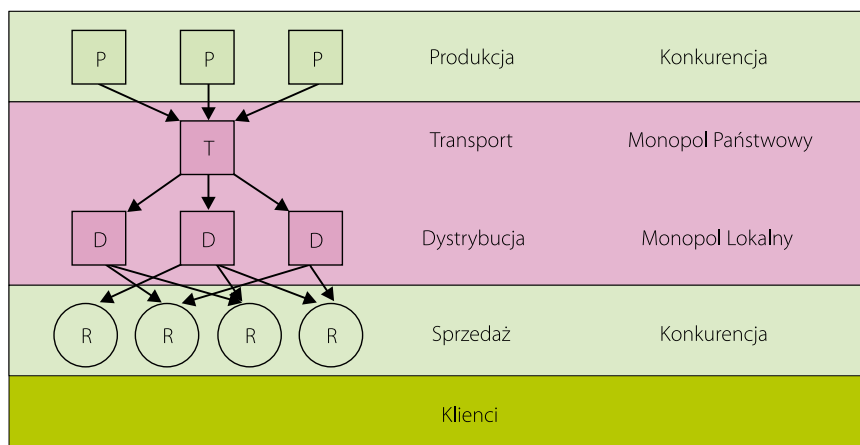 P P P Produkcja Konkurencja
T Transport Monopol Państwowy
D D D Dystrybucja Monopol Lokalny
R R R R Sprzedaż Konkurencja
Klienci